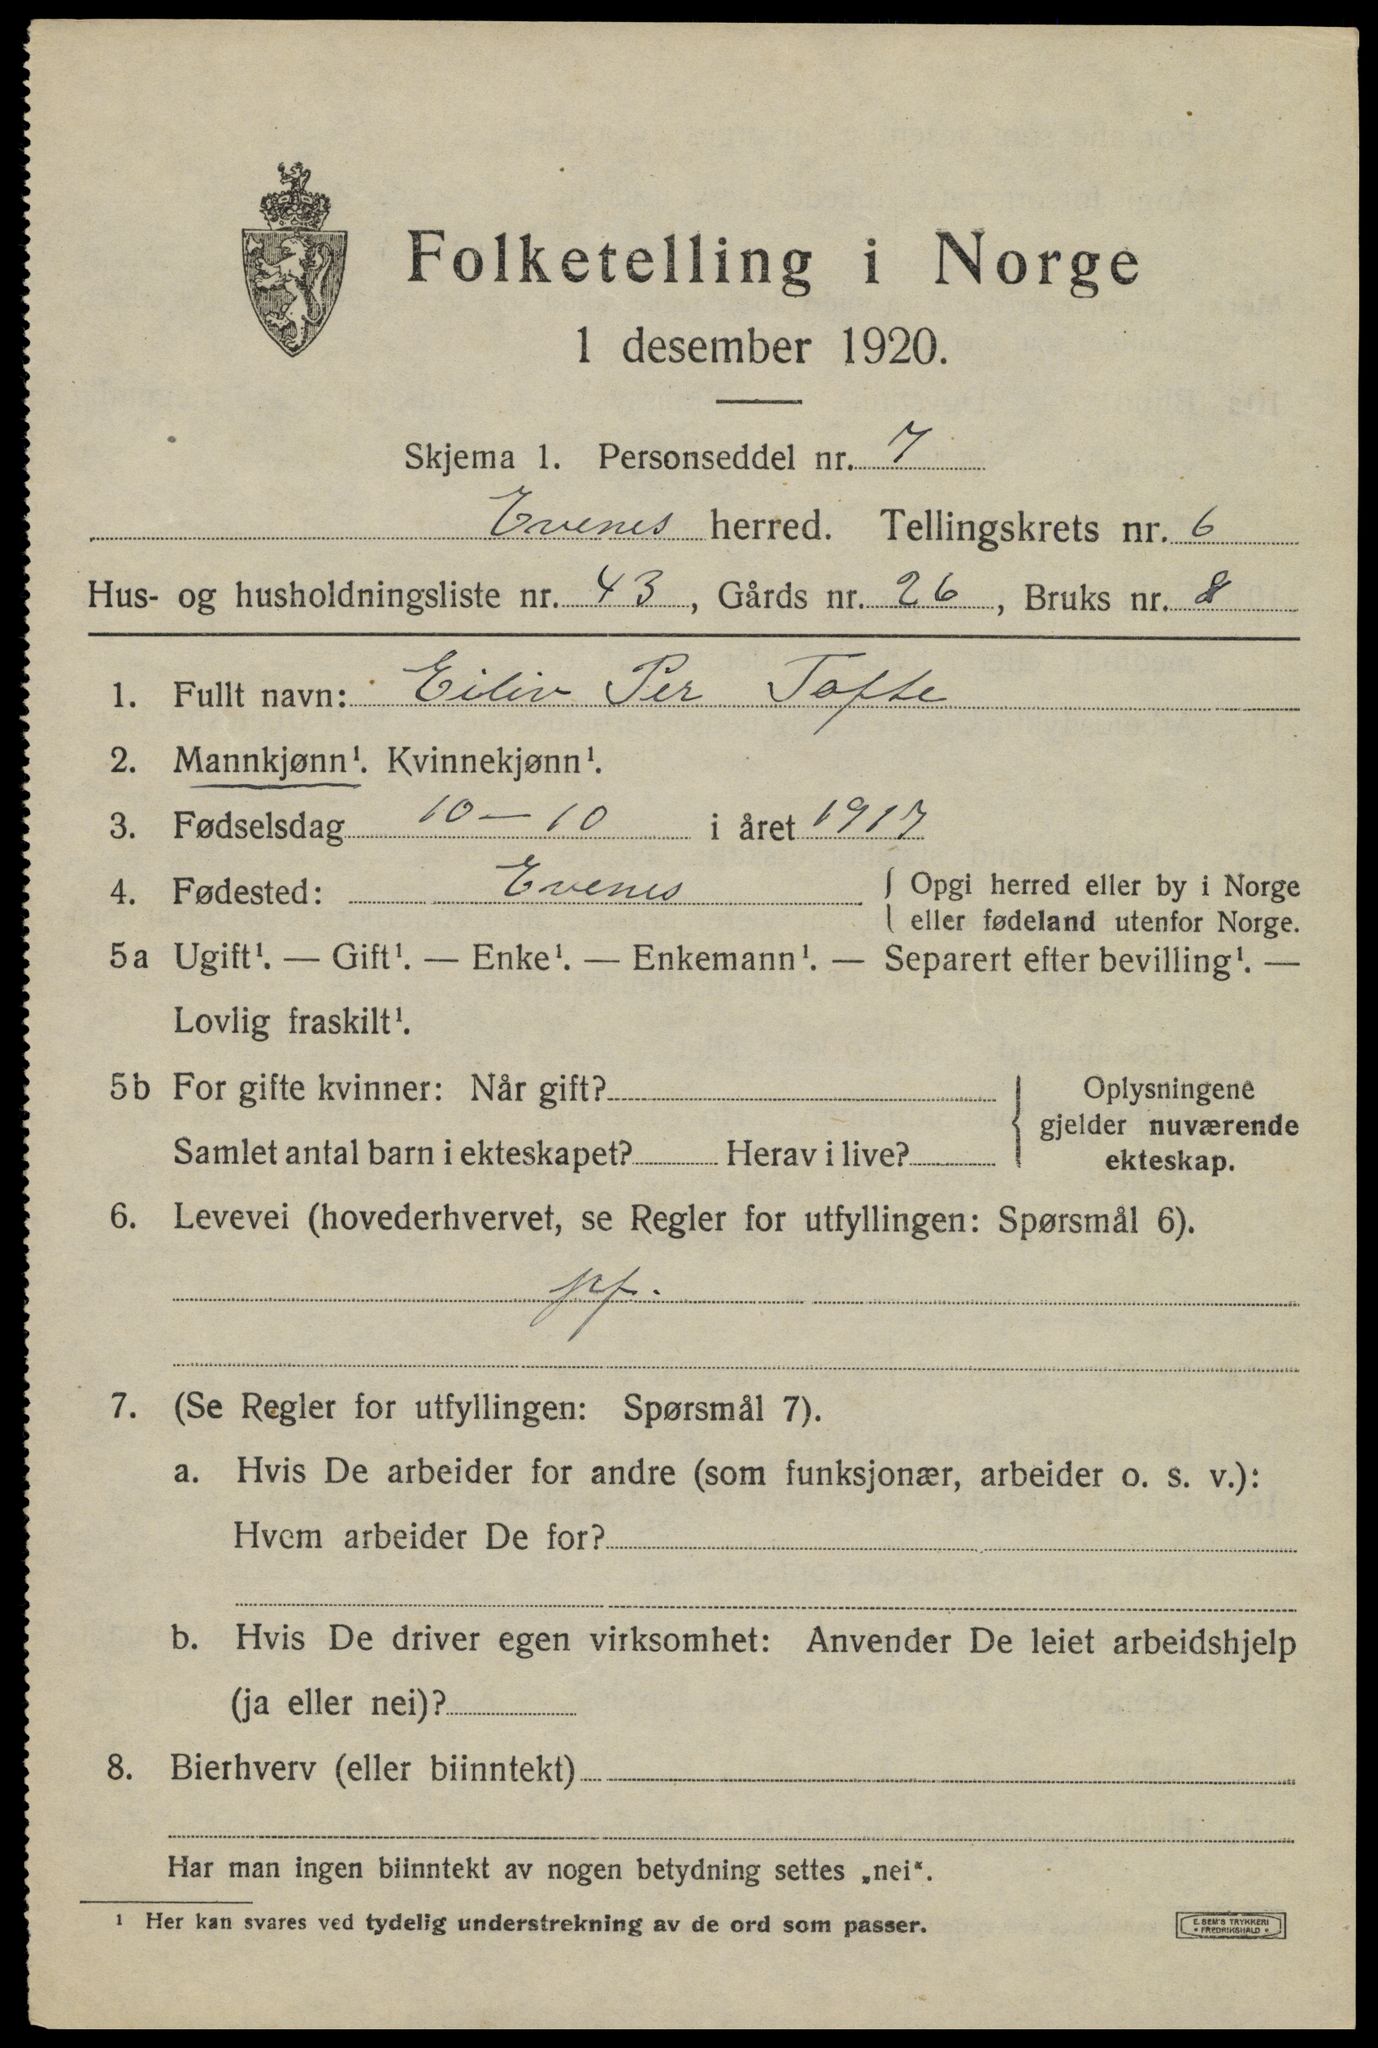 Folketelling i Norge
1 desember 1920.
Skjema 1. Personseddel nr. 7
Evenes herred. Tellingskrets nr. 6
Hus- og husholdningsliste nr. 43, Gårds nr. 26, Bruks nr. 8
1. Fullt navn: Eiliv Per Tofte
2. Mannkjønn¹. Kvinnekjønn¹.
3. Fødselsdag 10 – 10 i året 1917
4. Fødested: Evenes { Opgi herred eller by i Norge
eller fødeland utenfor Norge.
5a Ugift¹. — Gift¹. — Enke¹. — Enkemann¹. — Separert efter bevilling¹. —
Lovlig fraskilt¹.
5b For gifte kvinner: Når gift?
Samlet antal barn i ekteskapet? Herav i live?
Oplysningene
gjelder nuværende
ekteskap.
6. Levevei (hovederhvervet, se Regler for utfyllingen: Spørsmål 6).
pf.
7. (Se Regler for utfyllingen: Spørsmål 7).
a. Hvis De arbeider for andre (som funksjonær, arbeider o. s. v.):
Hvem arbeider De for?
b. Hvis De driver egen virksomhet: Anvender De leiet arbeidshjelp
(ja eller nei)?
8. Bierhverv (eller biinntekt)
Har man ingen biinntekt av nogen betydning settes „nei“.
¹ Her kan svares ved tydelig understrekning av de ord som passer.
E. SEM'S TRYKKERI
• FREDRIKSHALD •